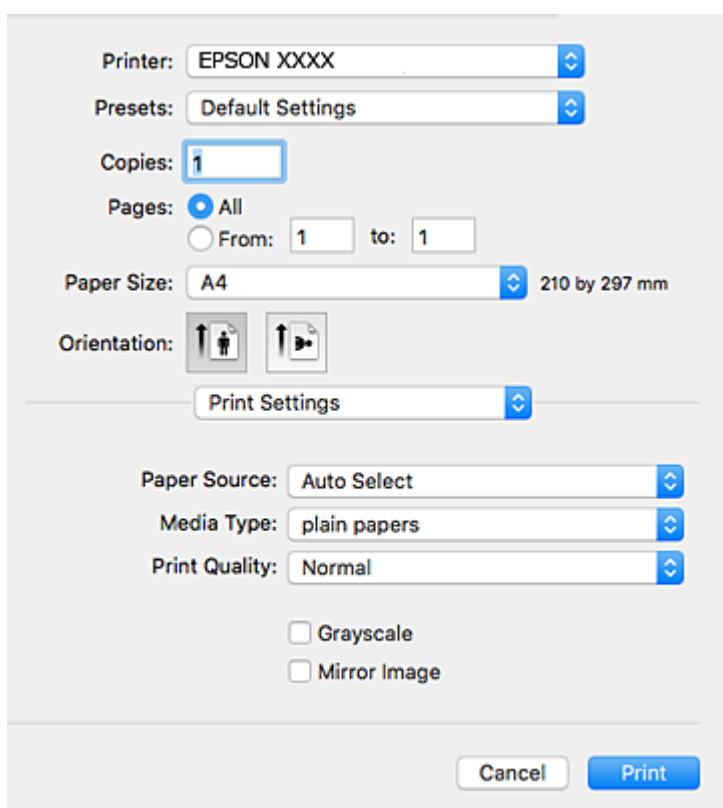 Printer: EPSON XXXX
Presets: Default Settings
Copies: 1
Pages: All
From: 1 to: 1
Paper Size: A4 210 by 297 mm
Orientation:
Print Settings
Paper Source: Auto Select
Media Type: plain papers
Print Quality: Normal
Grayscale
Mirror Image
Cancel Print